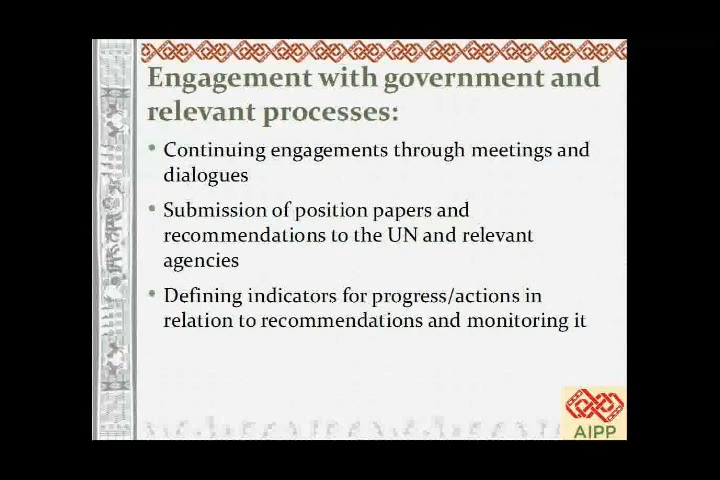 Engagement with government and
relevant processes:
• Continuing engagements through meetings and
dialogues
• Submission of position papers and
recommendations to the UN and relevant
agencies
• Defining indicators for progress/actions in
relation to recommendations and monitoring it
AIPP